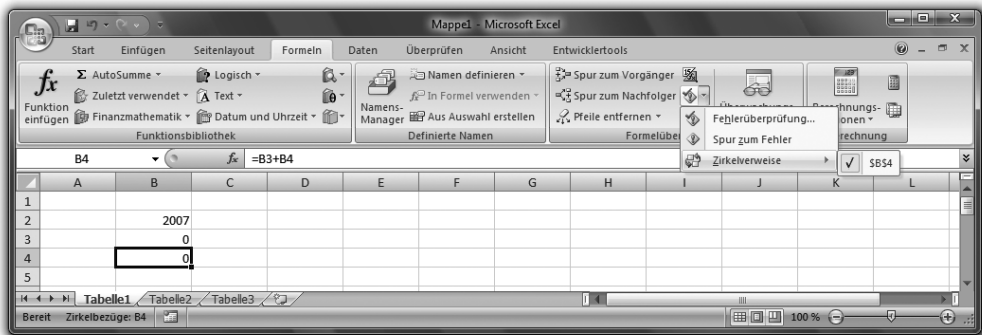 Mappe1 - Microsoft Excel
Start Einfügen Seitenlayout Formeln Daten Überprüfen Ansicht Entwicklertools
fx Σ AutoSumme Logisch Namen definieren Spur zum Vorgänger
Funktion einfügen Zuletzt verwendet Text Namens-Manager In Formel verwenden Spur zum Nachfolger
Finanzmathematik Datum und Uhrzeit Aus Auswahl erstellen Pfeile entfernen
Funktionsbibliothek Definierte Namen
Fehlerüberprüfung...
Spur zum Fehler
Zirkelverweise $B$4
B4 fx =B3+B4
A B C D E F G H I J K L
1
2 2007
3 0
4 0
5
Tabelle1 Tabelle2 Tabelle3
Bereit Zirkelbezüge: B4 100 %